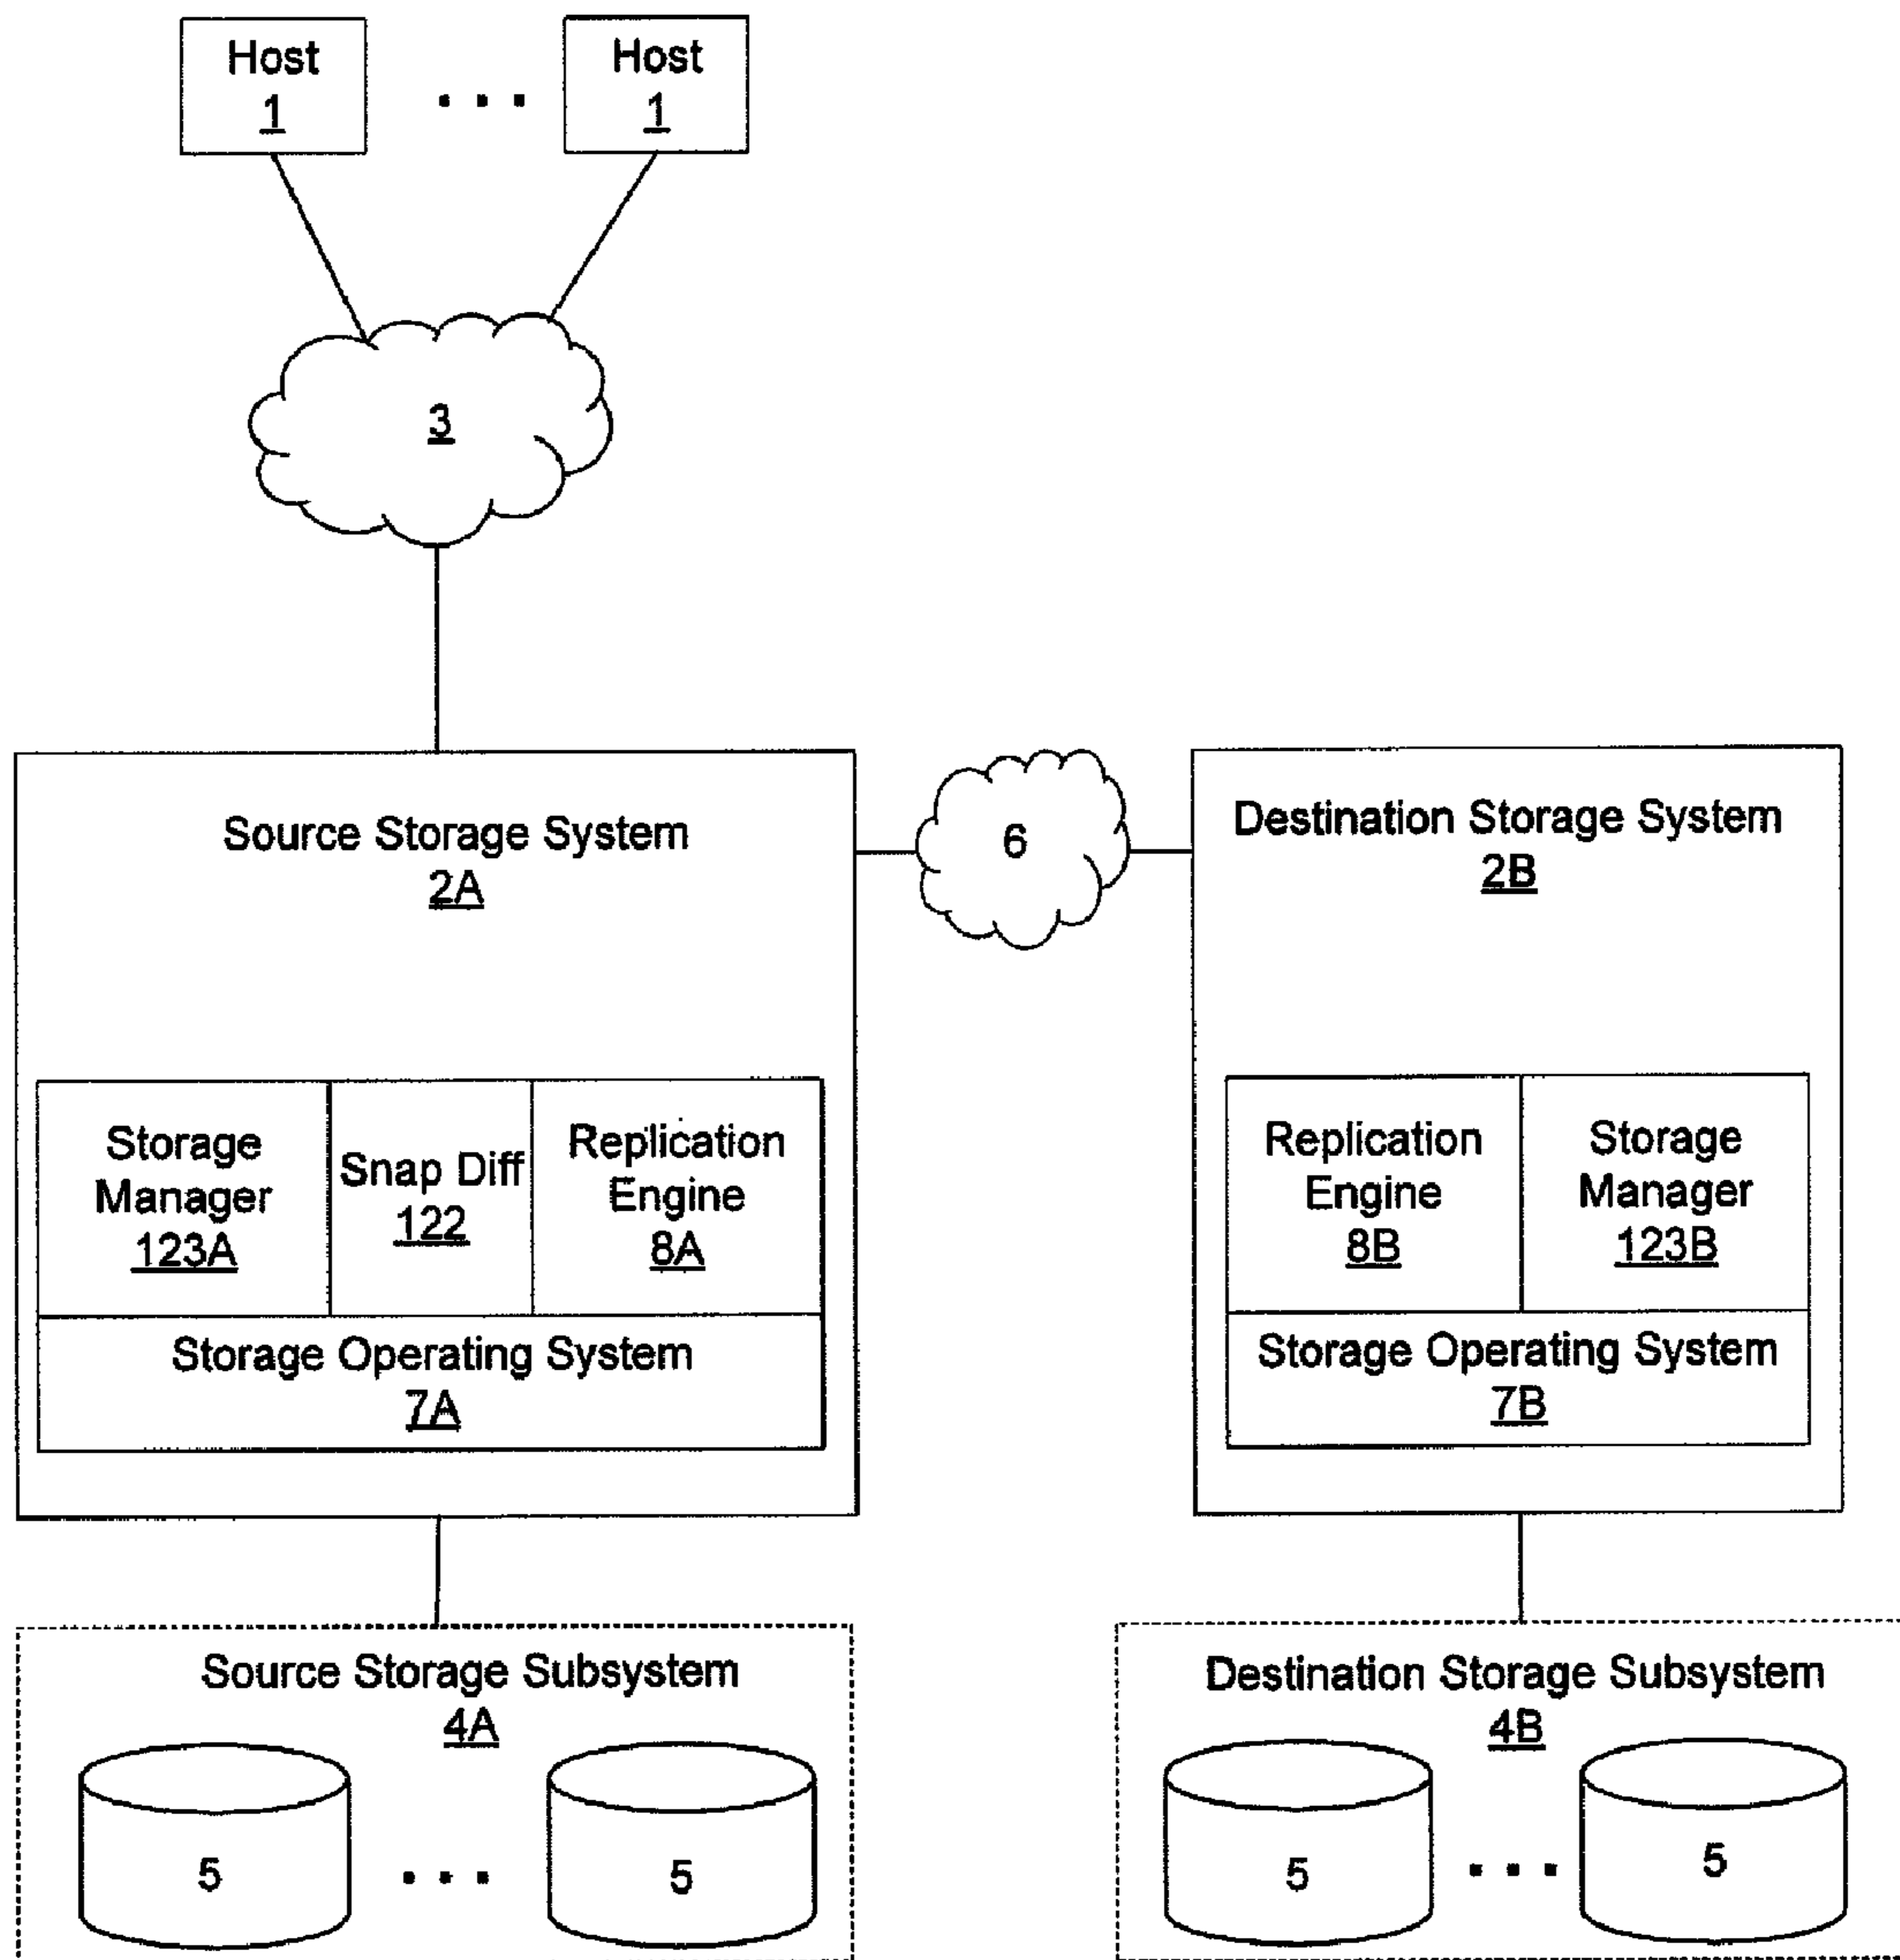 Host
1
Host
1
3
Source Storage System
2A
6
Destination Storage System
2B
Storage
Manager
123A
Snap Diff
122
Replication
Engine
8A
Storage Operating System
7A
Replication
Engine
8B
Storage
Manager
123B
Storage Operating System
7B
Source Storage Subsystem
4A
5
5
Destination Storage Subsystem
4B
5
5